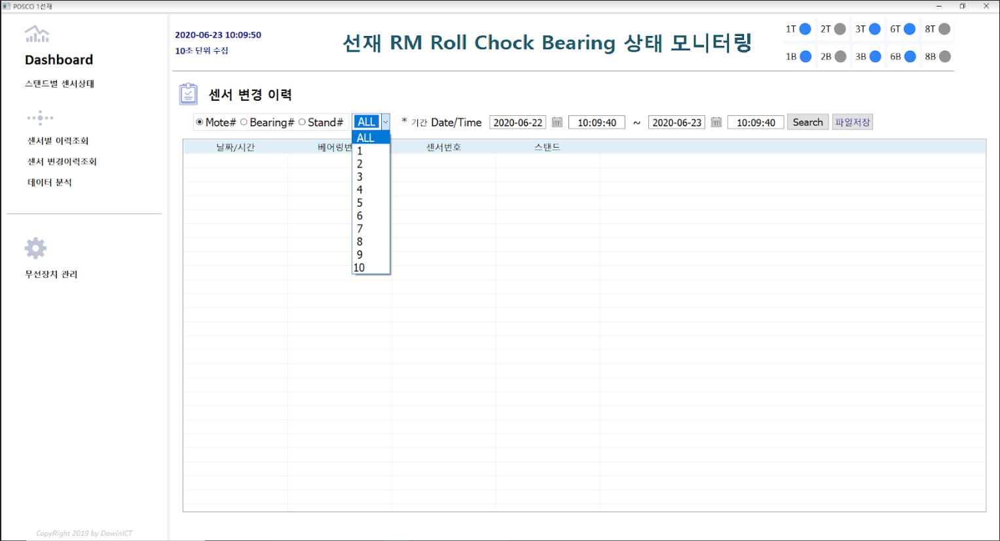 POSCO 1선재
Dashboard
스탠드별 센서상태
센서별 이력조회
센서 변경이력조회
데이터 분석
무선장치 관리
CopyRight 2019 by DawinICT
2020-06-23 10:09:50
10초 단위 수집
선재 RM Roll Chock Bearing 상태 모니터링
1T 2T 3T 6T 8T
1B 2B 3B 6B 8B
센서 변경 이력
Mote# Bearing# Stand# ALL * 기간 Date/Time 2020-06-22 10:09:40 ~ 2020-06-23 10:09:40 Search 파일저장
ALL
1
2
3
4
5
6
7
8
9
10
날짜/시간 베어링번 센서번호 스탠드